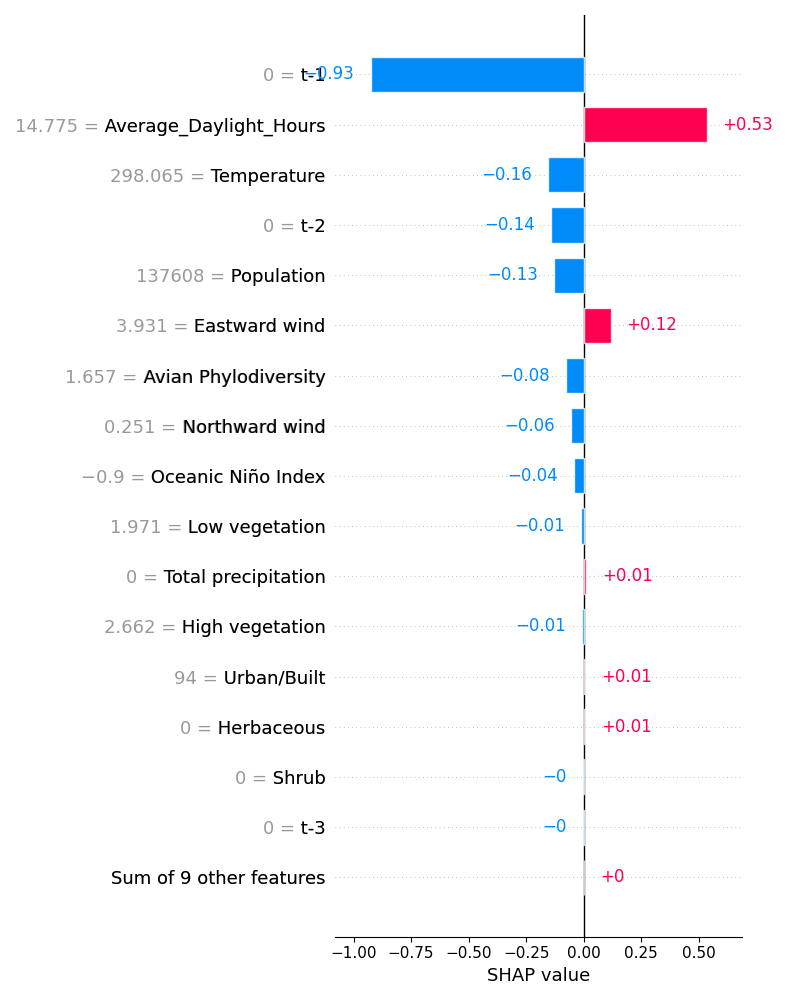 0 = t-1 −0.93
14.775 = Average_Daylight_Hours +0.53
298.065 = Temperature −0.16
0 = t-2 −0.14
137608 = Population −0.13
3.931 = Eastward wind +0.12
1.657 = Avian Phylodiversity −0.08
0.251 = Northward wind −0.06
−0.9 = Oceanic Niño Index −0.04
1.971 = Low vegetation −0.01
0 = Total precipitation +0.01
2.662 = High vegetation −0.01
94 = Urban/Built +0.01
0 = Herbaceous +0.01
0 = Shrub −0
0 = t-3 −0
Sum of 9 other features +0
−1.00 −0.75 −0.50 −0.25 0.00 0.25 0.50
SHAP value